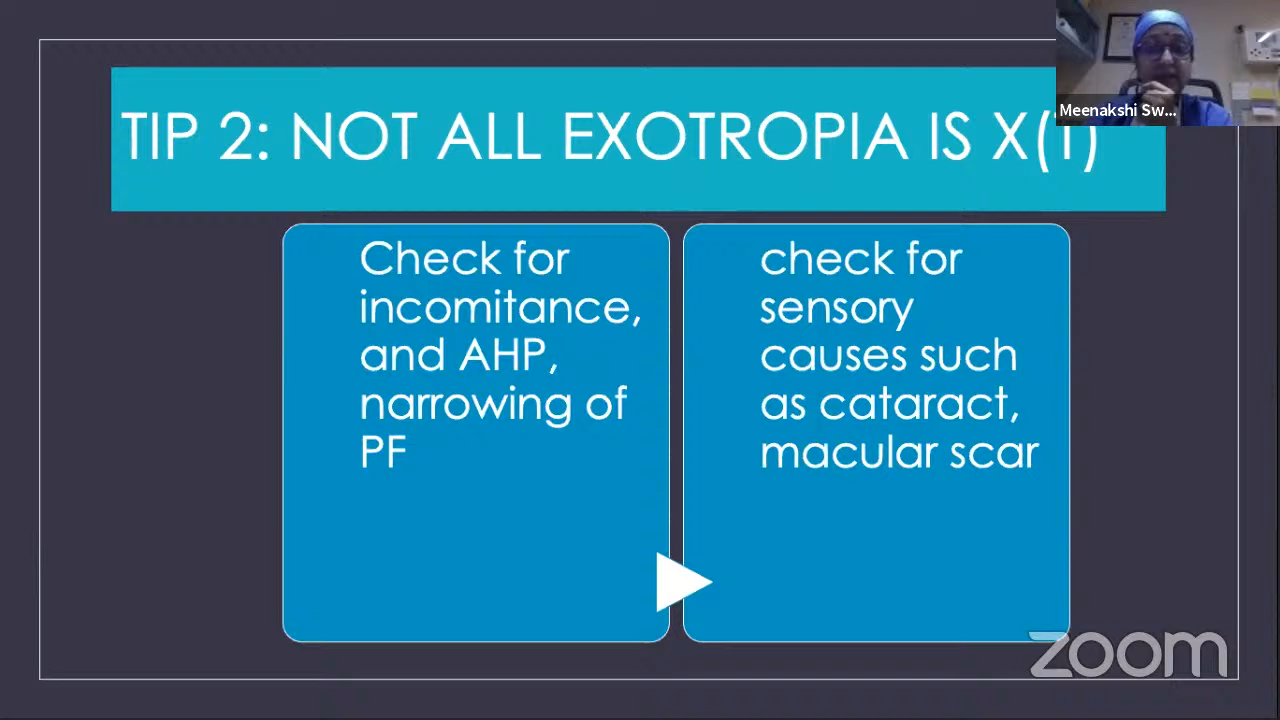 TIP 2: NOT ALL EXOTROPIA IS X(T)
Meenakshi Sw...
Check for
incomitance,
and AHP,
narrowing of
PF
check for
sensory
causes such
as cataract,
macular scar
zoom